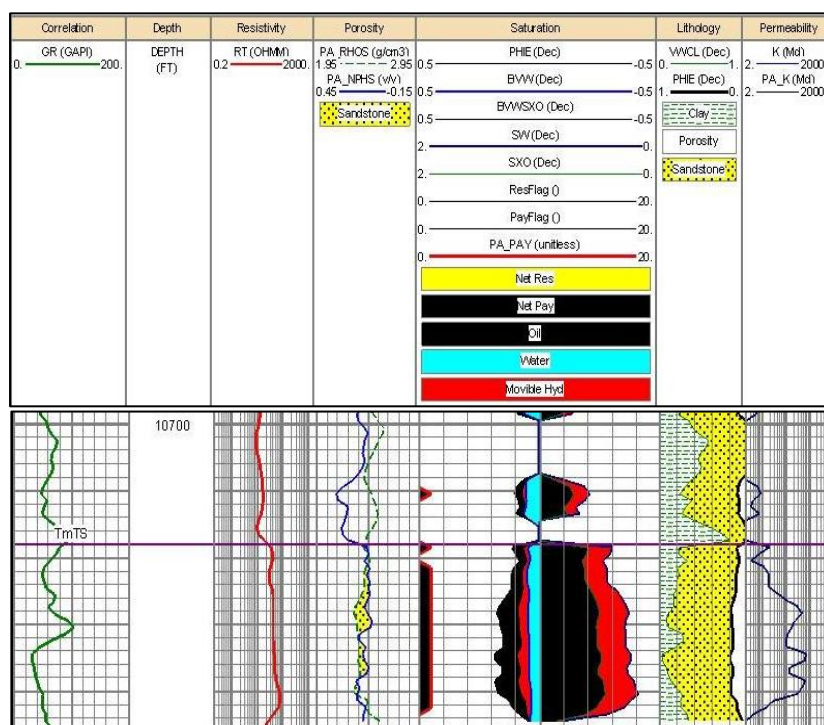 Correlation Depth Resistivity Porosity Saturation Lithology Permeability
GR (GAPI)
0. 200.
DEPTH
(FT)
RT (OHMM)
0.2 2000.
PA_RHOS (g/cm3)
1.95 2.95
PA_NPHS (v/v)
0.45 -0.15
Sandstone
PHIE (Dec)
0.5 -0.5
BVW (Dec)
0.5 -0.5
BVWSXO (Dec)
0.5 -0.5
SW (Dec)
2. 0.
SXO (Dec)
2. 0.
ResFlag ()
0. 20.
PayFlag ()
0. 20.
PA_PAY (unitless)
0. 20.
Net Res
Net Pay
Oil
Water
Movible Hyd
VWCL (Dec)
0. 1.
PHIE (Dec)
1. 0.
Clay
Porosity
Sandstone
K (Md)
2. 2000
PA_K (Md)
2. 2000
10700
TmTS